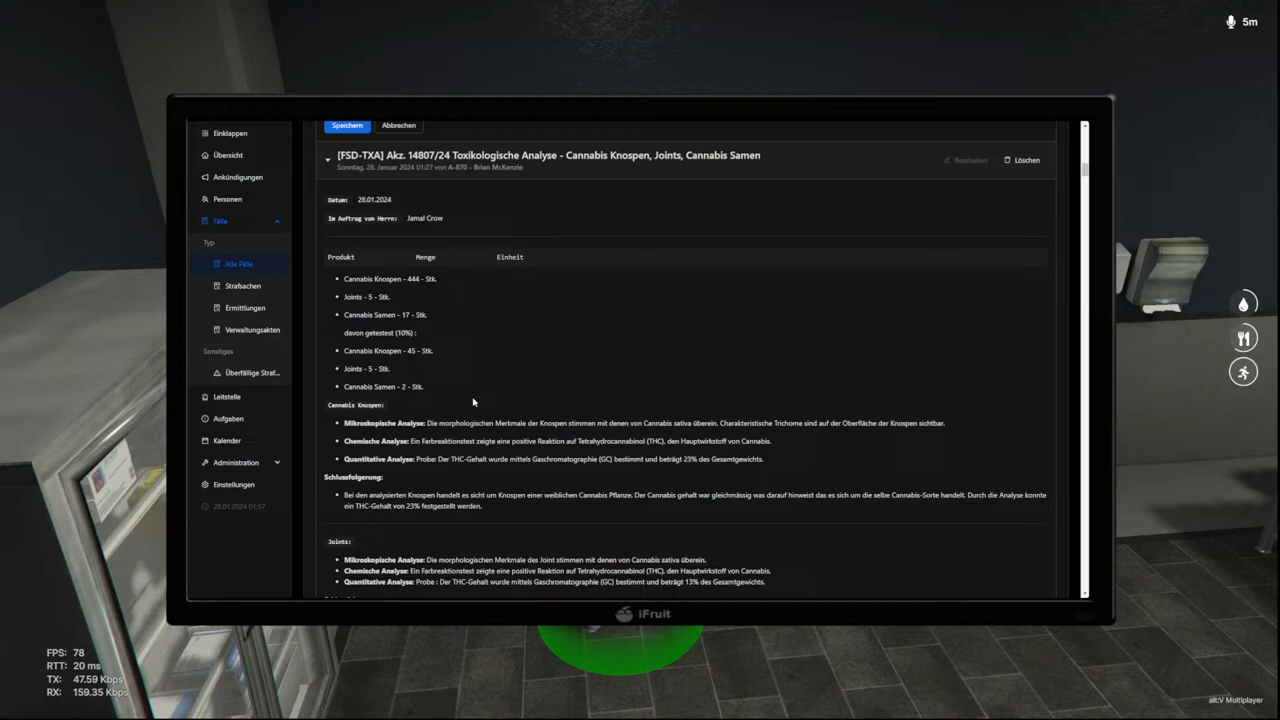 5m
Speichern Abbrechen
Einklappen
Übersicht
Ankündigungen
Personen
Fälle
Typ
Alle Fälle
Strafsachen
Ermittlungen
Verwaltungsakten
Sonstiges
Überfällige Straf...
Leitstelle
Aufgaben
Kalender
Administration
Einstellungen
28.01.2024 01:57
[FSD-TXA] Akz. 14807/24 Toxikologische Analyse - Cannabis Knospen, Joints, Cannabis Samen
Sonntag, 28. Januar 2024 01:27 von A-870 - Brian McKenzie
Bearbeiten Löschen
Datum: 28.01.2024
Im Auftrag vom Herrn: Jamal Crow
Produkt Menge Einheit
Cannabis Knospen - 444 - Stk.
Joints - 5 - Stk.
Cannabis Samen - 17 - Stk.
davon getestest (10%) :
Cannabis Knospen - 45 - Stk.
Joints - 5 - Stk.
Cannabis Samen - 2 - Stk.
Cannabis Knospen:
Mikroskopische Analyse: Die morphologischen Merkmale der Knospen stimmen mit denen von Cannabis sativa überein. Charakteristische Trichome sind auf der Oberfläche der Knospen sichtbar.
Chemische Analyse: Ein Farbreaktionstest zeigte eine positive Reaktion auf Tetrahydrocannabinol (THC), den Hauptwirkstoff von Cannabis.
Quantitative Analyse: Probe: Der THC-Gehalt wurde mittels Gaschromatographie (GC) bestimmt und beträgt 23% des Gesamtgewichts.
Schlussfolgerung:
Bei den analysierten Knospen handelt es sicht um Knospen einer weiblichen Cannabis Pflanze. Der Cannabis gehalt war gleichmässig was darauf hinweist das es sich um die selbe Cannabis-Sorte handelt. Durch die Analyse konnte
ein THC-Gehalt von 23% festgestellt werden.
Joints:
Mikroskopische Analyse: Die morphologischen Merkmale des Joint stimmen mit denen von Cannabis sativa überein.
Chemische Analyse: Ein Farbreaktionstest zeigte eine positive Reaktion auf Tetrahydrocannabinol (THC), den Hauptwirkstoff von Cannabis.
Quantitative Analyse: Probe : Der THC-Gehalt wurde mittels Gaschromatographie (GC) bestimmt und beträgt 13% des Gesamtgewichts.
iFruit
FPS: 78
RTT: 20 ms
TX: 47.59 Kbps
RX: 159.35 Kbps
alt:V Multiplayer